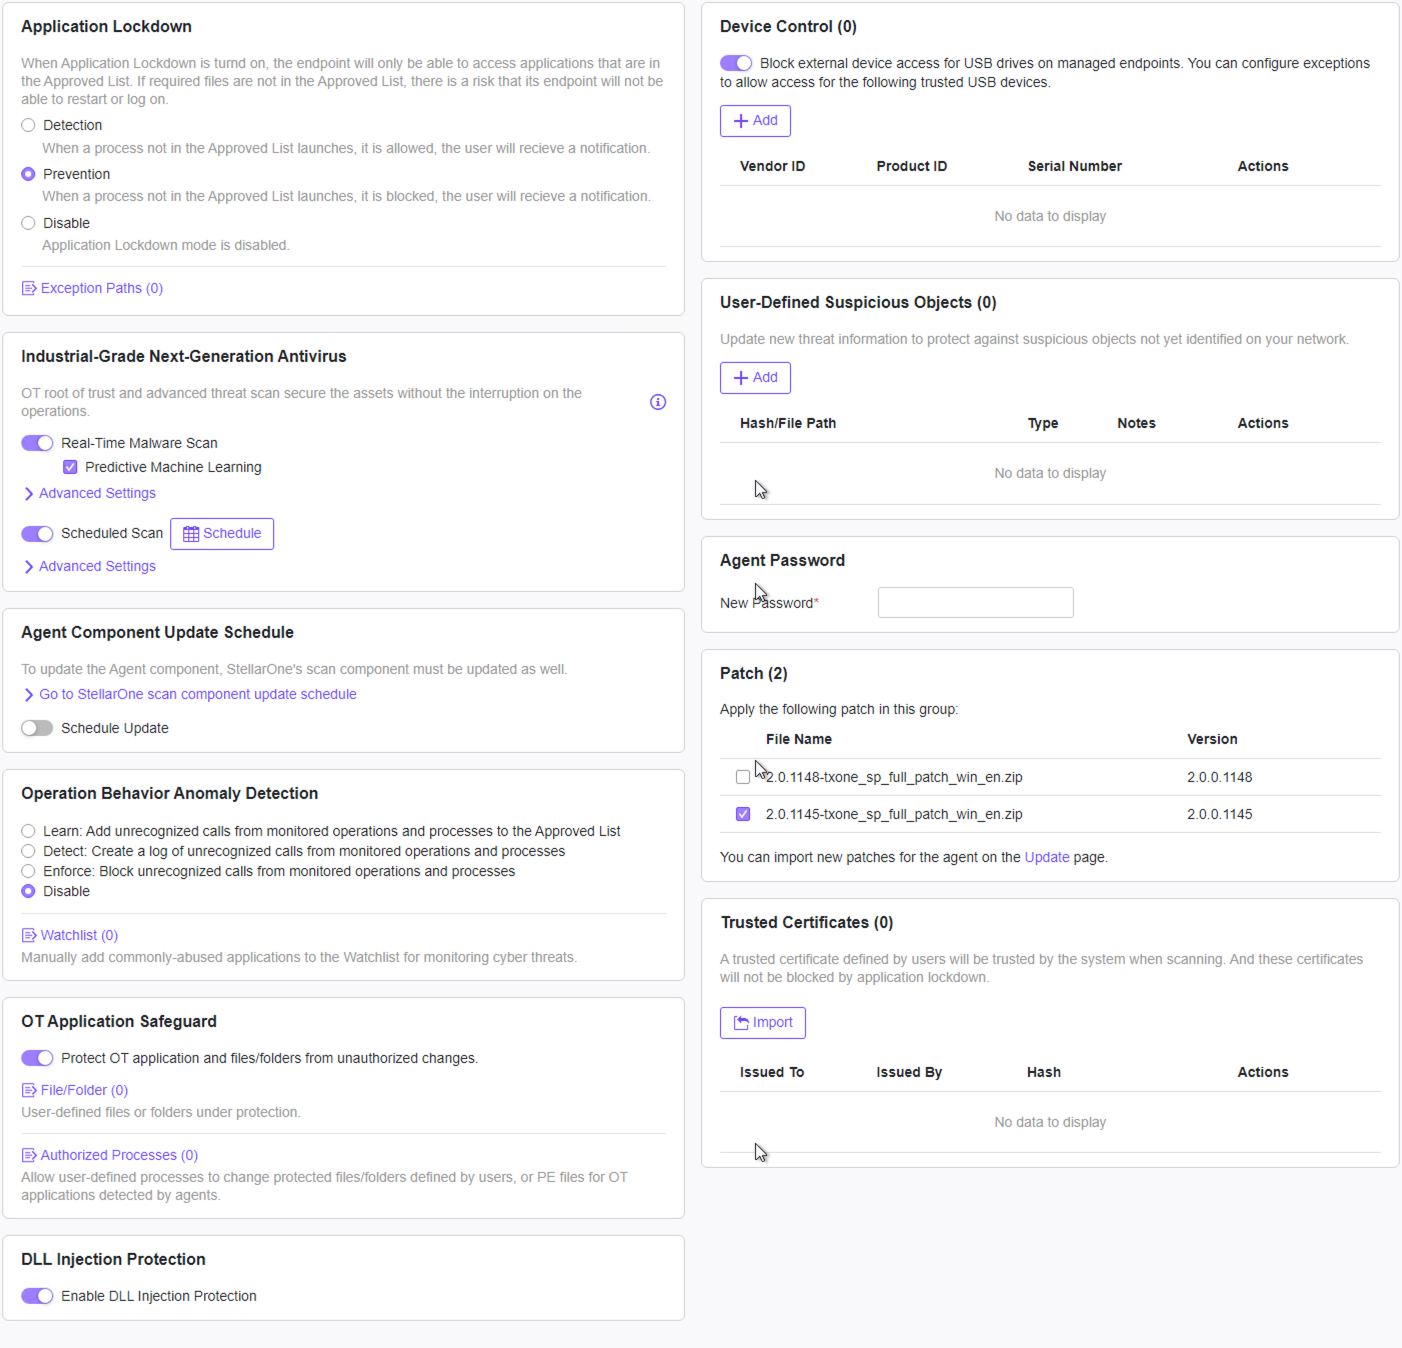 Application Lockdown
When Application Lockdown is turnd on, the endpoint will only be able to access applications that are in
the Approved List. If required files are not in the Approved List, there is a risk that its endpoint will not be
able to restart or log on.
Detection
When a process not in the Approved List launches, it is allowed, the user will recieve a notification.
Prevention
When a process not in the Approved List launches, it is blocked, the user will recieve a notification.
Disable
Application Lockdown mode is disabled.
Exception Paths (0)
Industrial-Grade Next-Generation Antivirus
OT root of trust and advanced threat scan secure the assets without the interruption on the
operations.
Real-Time Malware Scan
Predictive Machine Learning
Advanced Settings
Scheduled Scan Schedule
Advanced Settings
Agent Component Update Schedule
To update the Agent component, StellarOne's scan component must be updated as well.
Go to StellarOne scan component update schedule
Schedule Update
Operation Behavior Anomaly Detection
Learn: Add unrecognized calls from monitored operations and processes to the Approved List
Detect: Create a log of unrecognized calls from monitored operations and processes
Enforce: Block unrecognized calls from monitored operations and processes
Disable
Watchlist (0)
Manually add commonly-abused applications to the Watchlist for monitoring cyber threats.
OT Application Safeguard
Protect OT application and files/folders from unauthorized changes.
File/Folder (0)
User-defined files or folders under protection.
Authorized Processes (0)
Allow user-defined processes to change protected files/folders defined by users, or PE files for OT
applications detected by agents.
DLL Injection Protection
Enable DLL Injection Protection
Device Control (0)
Block external device access for USB drives on managed endpoints. You can configure exceptions
to allow access for the following trusted USB devices.
Add
Vendor ID Product ID Serial Number Actions
No data to display
User-Defined Suspicious Objects (0)
Update new threat information to protect against suspicious objects not yet identified on your network.
Add
Hash/File Path Type Notes Actions
No data to display
Agent Password
New Password*
Patch (2)
Apply the following patch in this group:
File Name Version
2.0.1148-txone_sp_full_patch_win_en.zip 2.0.0.1148
2.0.1145-txone_sp_full_patch_win_en.zip 2.0.0.1145
You can import new patches for the agent on the Update page.
Trusted Certificates (0)
A trusted certificate defined by users will be trusted by the system when scanning. And these certificates
will not be blocked by application lockdown.
Import
Issued To Issued By Hash Actions
No data to display